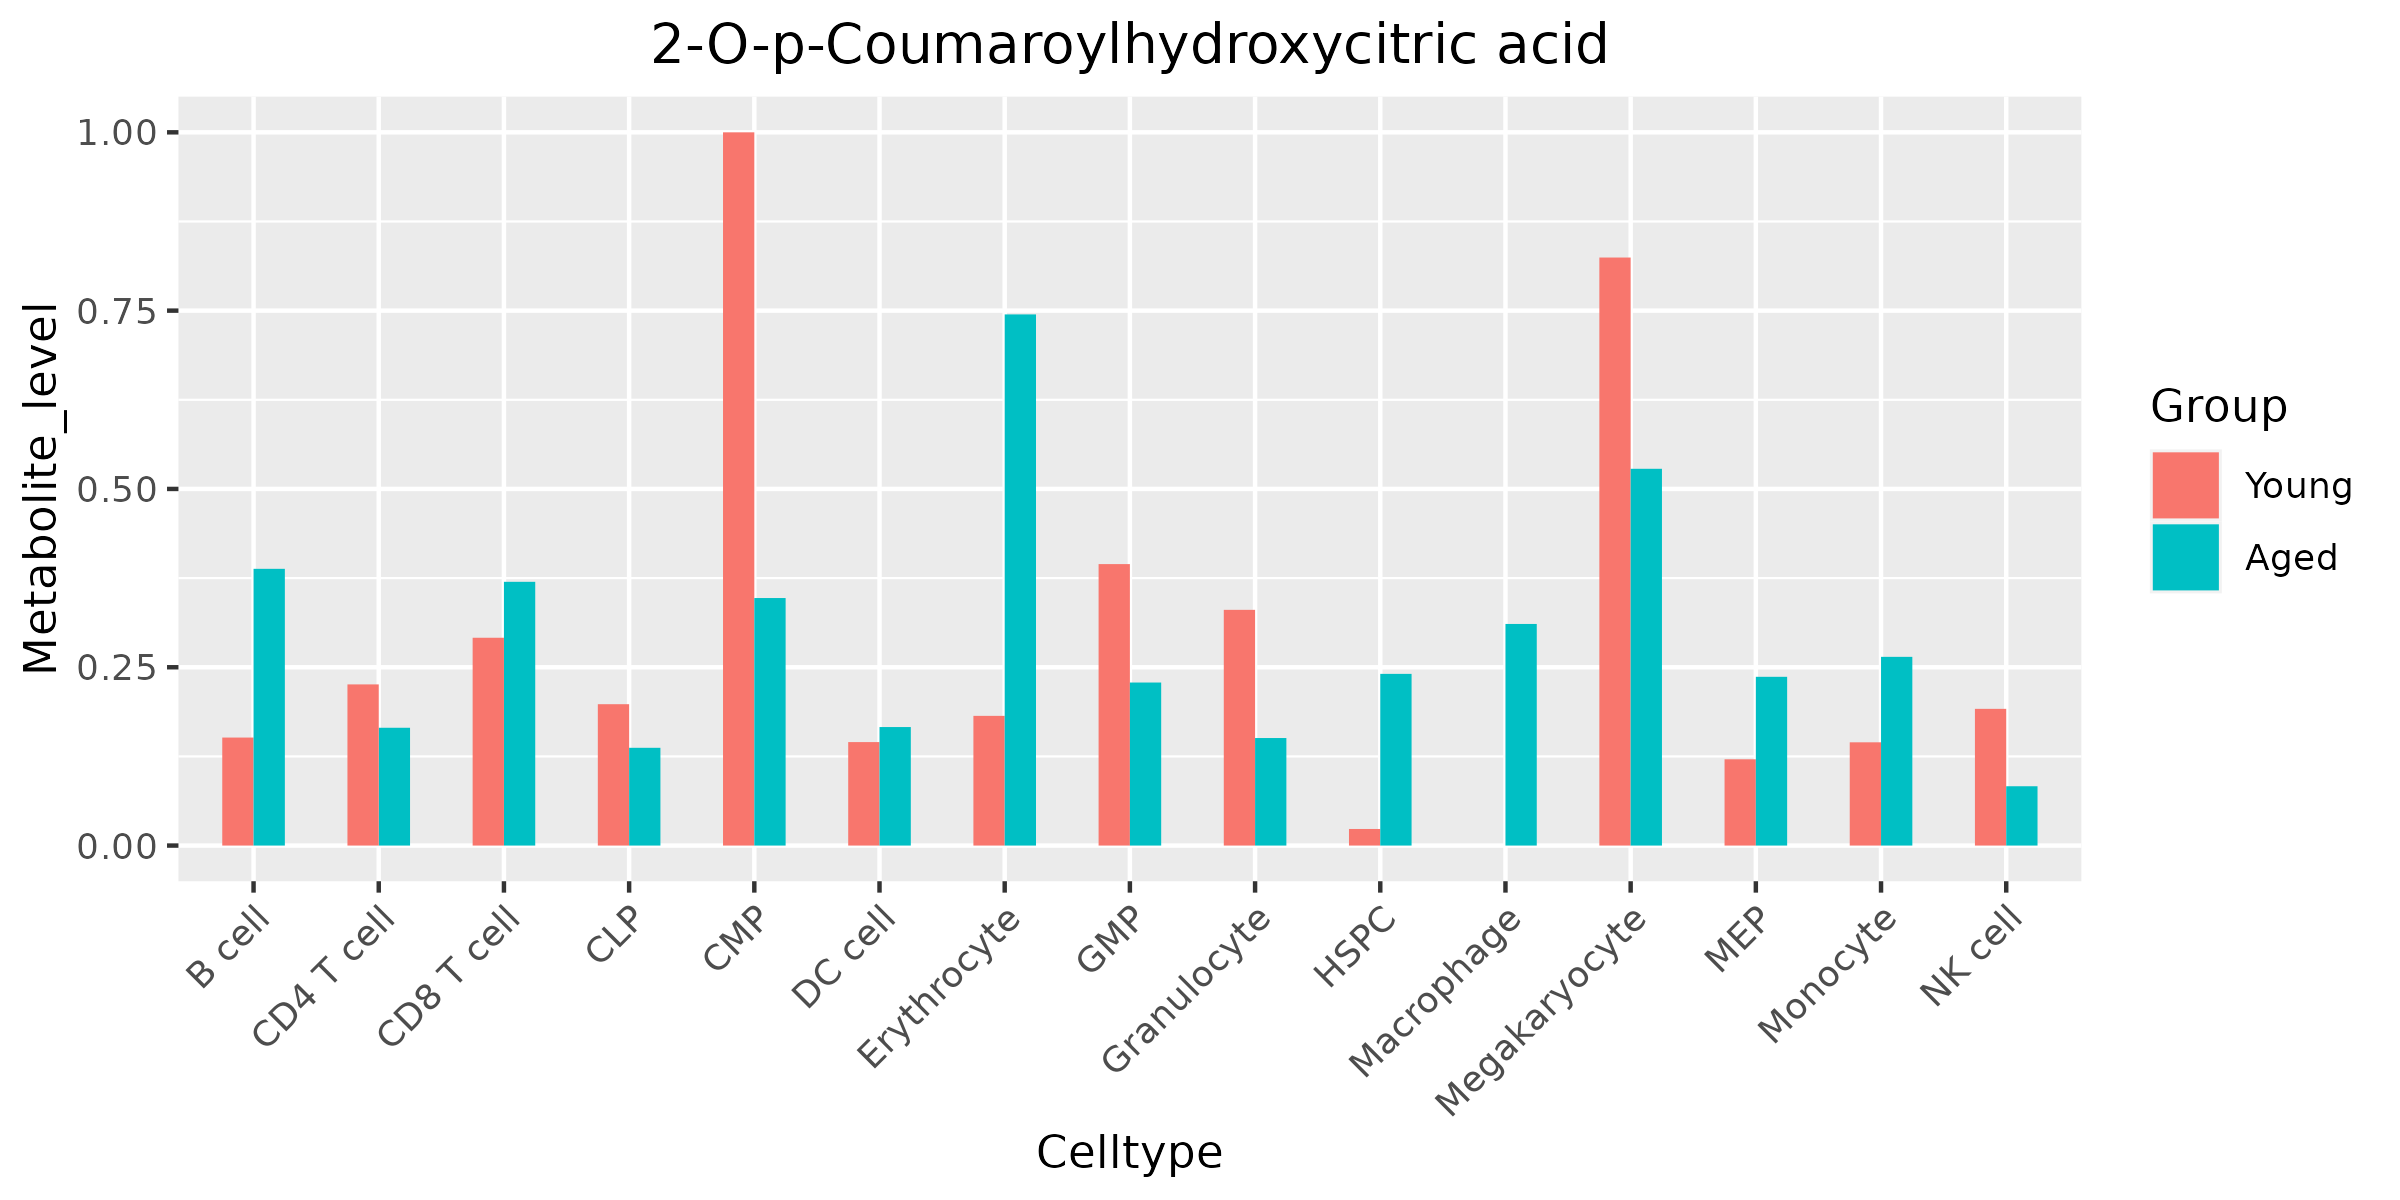 2-O-p-Coumaroylhydroxycitric acid
Metabolite_level
1.00
0.75
0.50
0.25
0.00
B cell
CD4 T cell
CD8 T cell
CLP
CMP
DC cell
Erythrocyte
GMP
Granulocyte
HSPC
Macrophage
Megakaryocyte
MEP
Monocyte
NK cell
Celltype
Group
Young
Aged